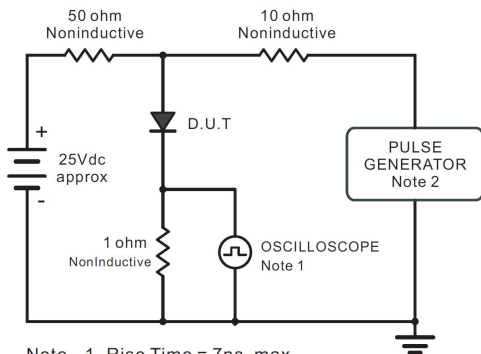 50 ohm
Noninductive
10 ohm
Noninductive
D.U.T
+
25Vdc
approx
-
PULSE
GENERATOR
Note 2
1 ohm
NonInductive
OSCILLOSCOPE
Note 1
Note 1. Rise Time = 7ns max